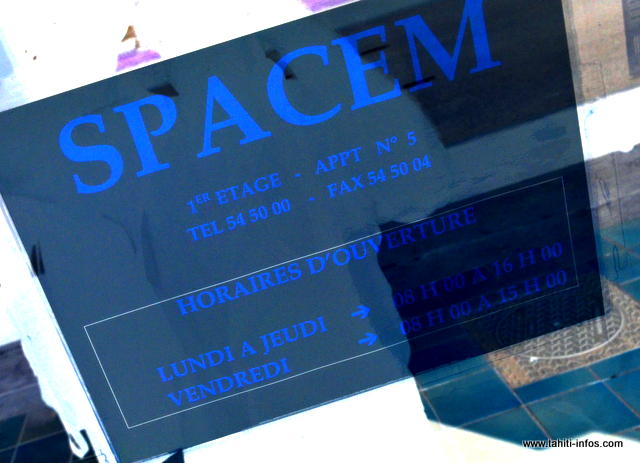 SPACEM
1ER ETAGE - APPT N° 5
TEL 54 50 00 - FAX 54 50 04
HORAIRES D'OUVERTURE
LUNDI A JEUDI → 08 H 00 A 16 H 00
VENDREDI → 08 H 00 A 15 H 00
www.tahiti-infos.com